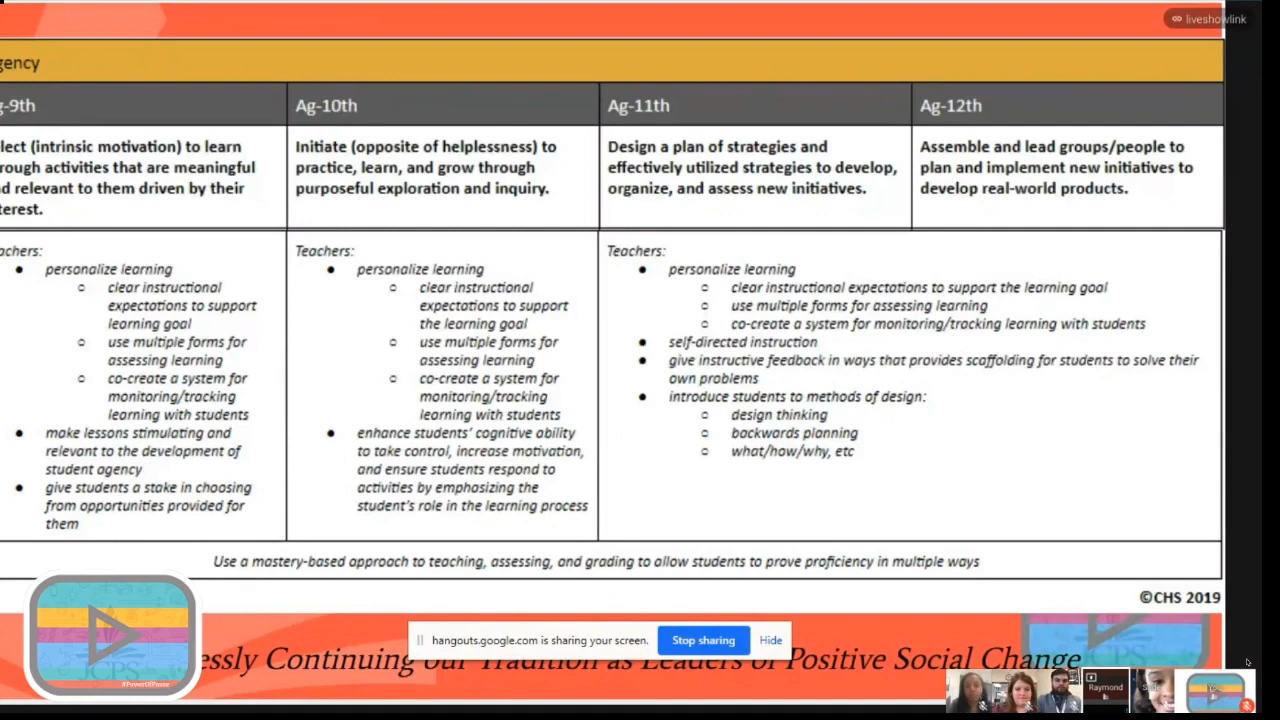 liveshowlink
gency
g-9th
Ag-10th
Ag-11th
Ag-12th
lect (intrinsic motivation) to learn
rough activities that are meaningful
d relevant to them driven by their
terest.
Initiate (opposite of helplessness) to
practice, learn, and grow through
purposeful exploration and inquiry.
Design a plan of strategies and
effectively utilized strategies to develop,
organize, and assess new initiatives.
Assemble and lead groups/people to
plan and implement new initiatives to
develop real-world products.
achers:
● personalize learning
○ clear instructional
expectations to support
learning goal
○ use multiple forms for
assessing learning
○ co-create a system for
monitoring/tracking
learning with students
● make lessons stimulating and
relevant to the development of
student agency
● give students a stake in choosing
from opportunities provided for
them
Teachers:
● personalize learning
○ clear instructional
expectations to support
the learning goal
○ use multiple forms for
assessing learning
○ co-create a system for
monitoring/tracking
learning with students
● enhance students' cognitive ability
to take control, increase motivation,
and ensure students respond to
activities by emphasizing the
student's role in the learning process
Teachers:
● personalize learning
○ clear instructional expectations to support the learning goal
○ use multiple forms for assessing learning
○ co-create a system for monitoring/tracking learning with students
● self-directed instruction
● give instructive feedback in ways that provides scaffolding for students to solve their
own problems
● introduce students to methods of design:
○ design thinking
○ backwards planning
○ what/how/why, etc
Use a mastery-based approach to teaching, assessing, and grading to allow students to prove proficiency in multiple ways
©CHS 2019
hangouts.google.com is sharing your screen.
Stop sharing
Hide
essly Continuing our Tradition as Leaders of Positive Social Change
JCPS
JCPS
Raymond